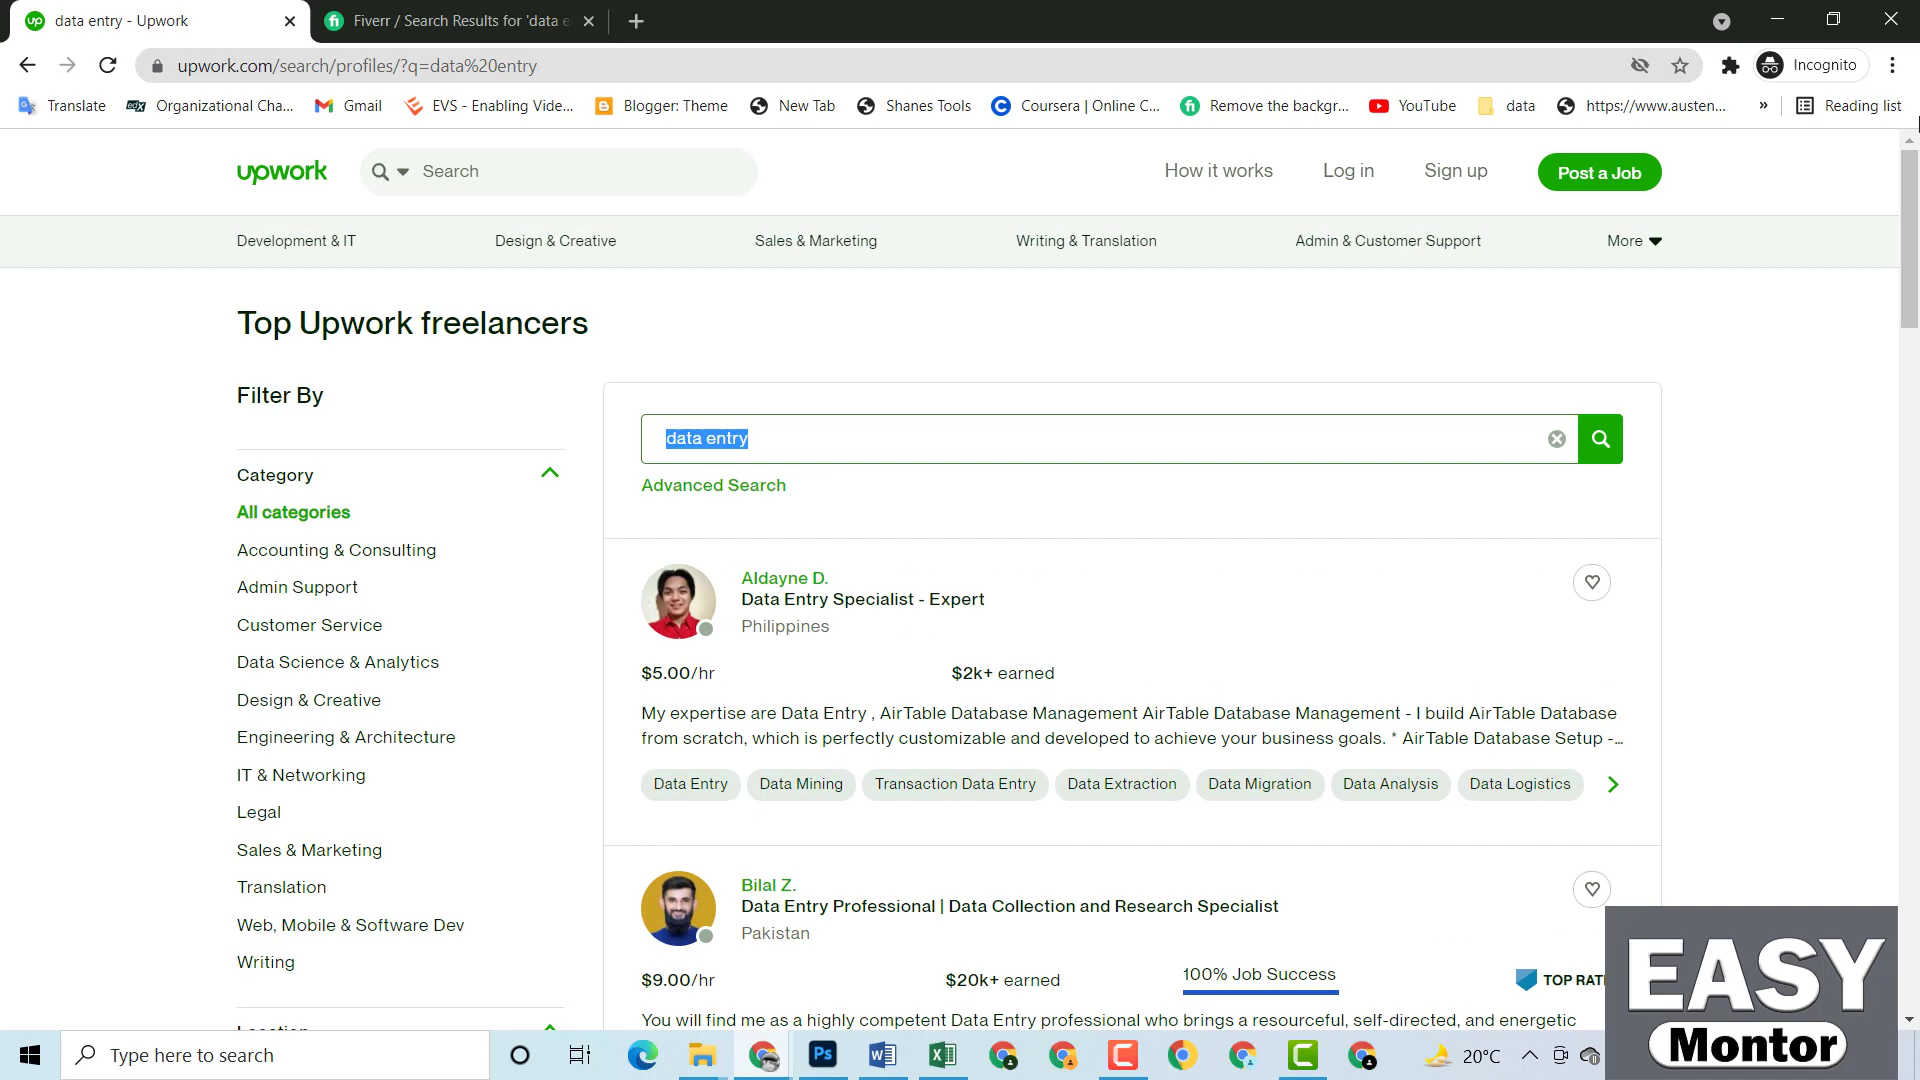 data entry - Upwork
Fiverr / Search Results for 'data e
upwork.com/search/profiles/?q=data%20entry
Incognito
Translate
Organizational Cha...
Gmail
EVS - Enabling Vide...
Blogger: Theme
New Tab
Shanes Tools
Coursera | Online C...
Remove the backgr...
YouTube
data
https://www.austen...
»
Reading list
upwork
Search
How it works
Log in
Sign up
Post a Job
Development & IT
Design & Creative
Sales & Marketing
Writing & Translation
Admin & Customer Support
More
Top Upwork freelancers
Filter By
Category
All categories
Accounting & Consulting
Admin Support
Customer Service
Data Science & Analytics
Design & Creative
Engineering & Architecture
IT & Networking
Legal
Sales & Marketing
Translation
Web, Mobile & Software Dev
Writing
Location
data entry
Advanced Search
Aldayne D.
Data Entry Specialist - Expert
Philippines
$5.00/hr
$2k+ earned
My expertise are Data Entry , AirTable Database Management AirTable Database Management - I build AirTable Database
from scratch, which is perfectly customizable and developed to achieve your business goals. * AirTable Database Setup -...
Data Entry
Data Mining
Transaction Data Entry
Data Extraction
Data Migration
Data Analysis
Data Logistics
Bilal Z.
Data Entry Professional | Data Collection and Research Specialist
Pakistan
$9.00/hr
$20k+ earned
100% Job Success
TOP RAT
You will find me as a highly competent Data Entry professional who brings a resourceful, self-directed, and energetic
EASY
Montor
Type here to search
20°C